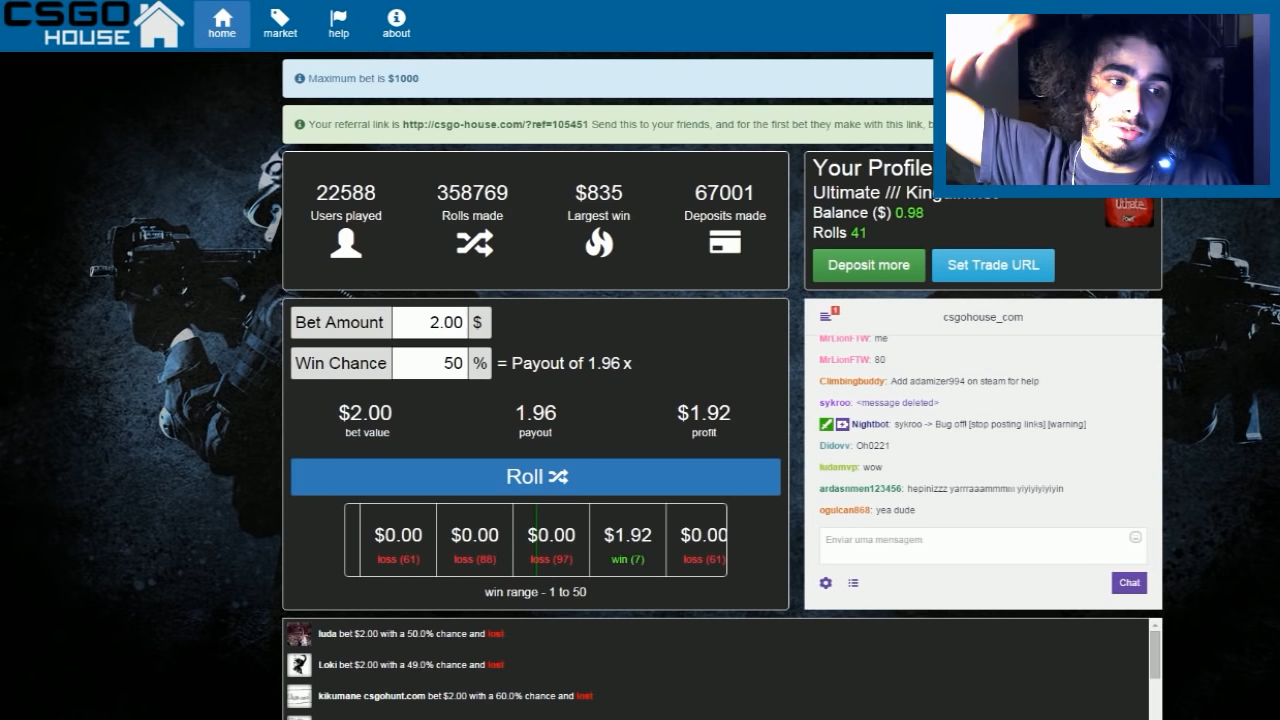 CSGO
HOUSE
home
market
help
about
Maximum bet is $1000
Your referral link is http://csgo-house.com/?ref=105451 Send this to your friends, and for the first bet they make with this link,
22588
Users played
358769
Rolls made
$835
Largest win
67001
Deposits made
Your Profile
Ultimate ///
Balance ($) 0.98
Rolls 41
Deposit more
Set Trade URL
Bet Amount 2.00 $
Win Chance 50 % = Payout of 1.96 x
$2.00
bet value
1.96
payout
$1.92
profit
Roll
$0.00
loss (61)
$0.00
loss (88)
$0.00
loss (97)
$1.92
win (7)
$0.00
loss (61)
win range - 1 to 50
1
csgohouse_com
MrLionFTW: me
MrLionFTW: 80
Climbingbuddy: Add adamizer994 on steam for help
sykroo: <message deleted>
Nightbot: sykroo -> Bug off! [stop posting links] [warning]
Didovv: Oh0221
ludamvp: wow
ardasnmen123456:
ogulcan868: yea dude
Enviar uma mensagem
Chat
luda bet $2.00 with a 50.0% chance and lost
Loki bet $2.00 with a 49.0% chance and lost
kikumane csgohunt.com bet $2.00 with a 60.0% chance and lost